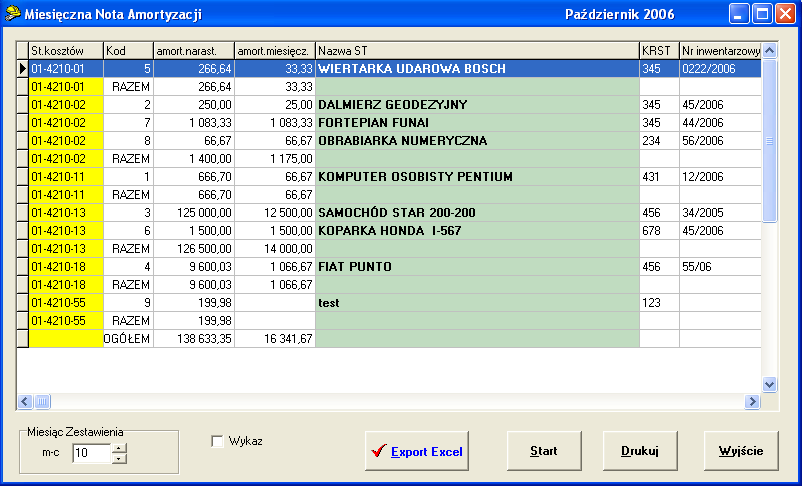 Miesięczna Nota Amortyzacji Październik 2006
St.kosztów Kod amort.narast. amort.miesięcz. Nazwa ST KRST Nr inwentarzowy
01-4210-01 5 266,64 33,33 WIERTARKA UDAROWA BOSCH 345 0222/2006
01-4210-01 RAZEM 266,64 33,33
01-4210-02 2 250,00 25,00 DALMIERZ GEODEZYJNY 345 45/2006
01-4210-02 7 1 083,33 1 083,33 FORTEPIAN FUNAI 345 44/2006
01-4210-02 8 66,67 66,67 OBRABIARKA NUMERYCZNA 234 56/2006
01-4210-02 RAZEM 1 400,00 1 175,00
01-4210-11 1 666,70 66,67 KOMPUTER OSOBISTY PENTIUM 431 12/2006
01-4210-11 RAZEM 666,70 66,67
01-4210-13 3 125 000,00 12 500,00 SAMOCHÓD STAR 200-200 456 34/2005
01-4210-13 6 1 500,00 1 500,00 KOPARKA HONDA I-567 678 45/2006
01-4210-13 RAZEM 126 500,00 14 000,00
01-4210-18 4 9 600,03 1 066,67 FIAT PUNTO 456 55/06
01-4210-18 RAZEM 9 600,03 1 066,67
01-4210-55 9 199,98 test 123
01-4210-55 RAZEM 199,98
OGÓŁEM 138 633,35 16 341,67
Miesiąc Zestawienia
m-c 10
Wykaz
Export Excel
Start
Drukuj
Wyjście